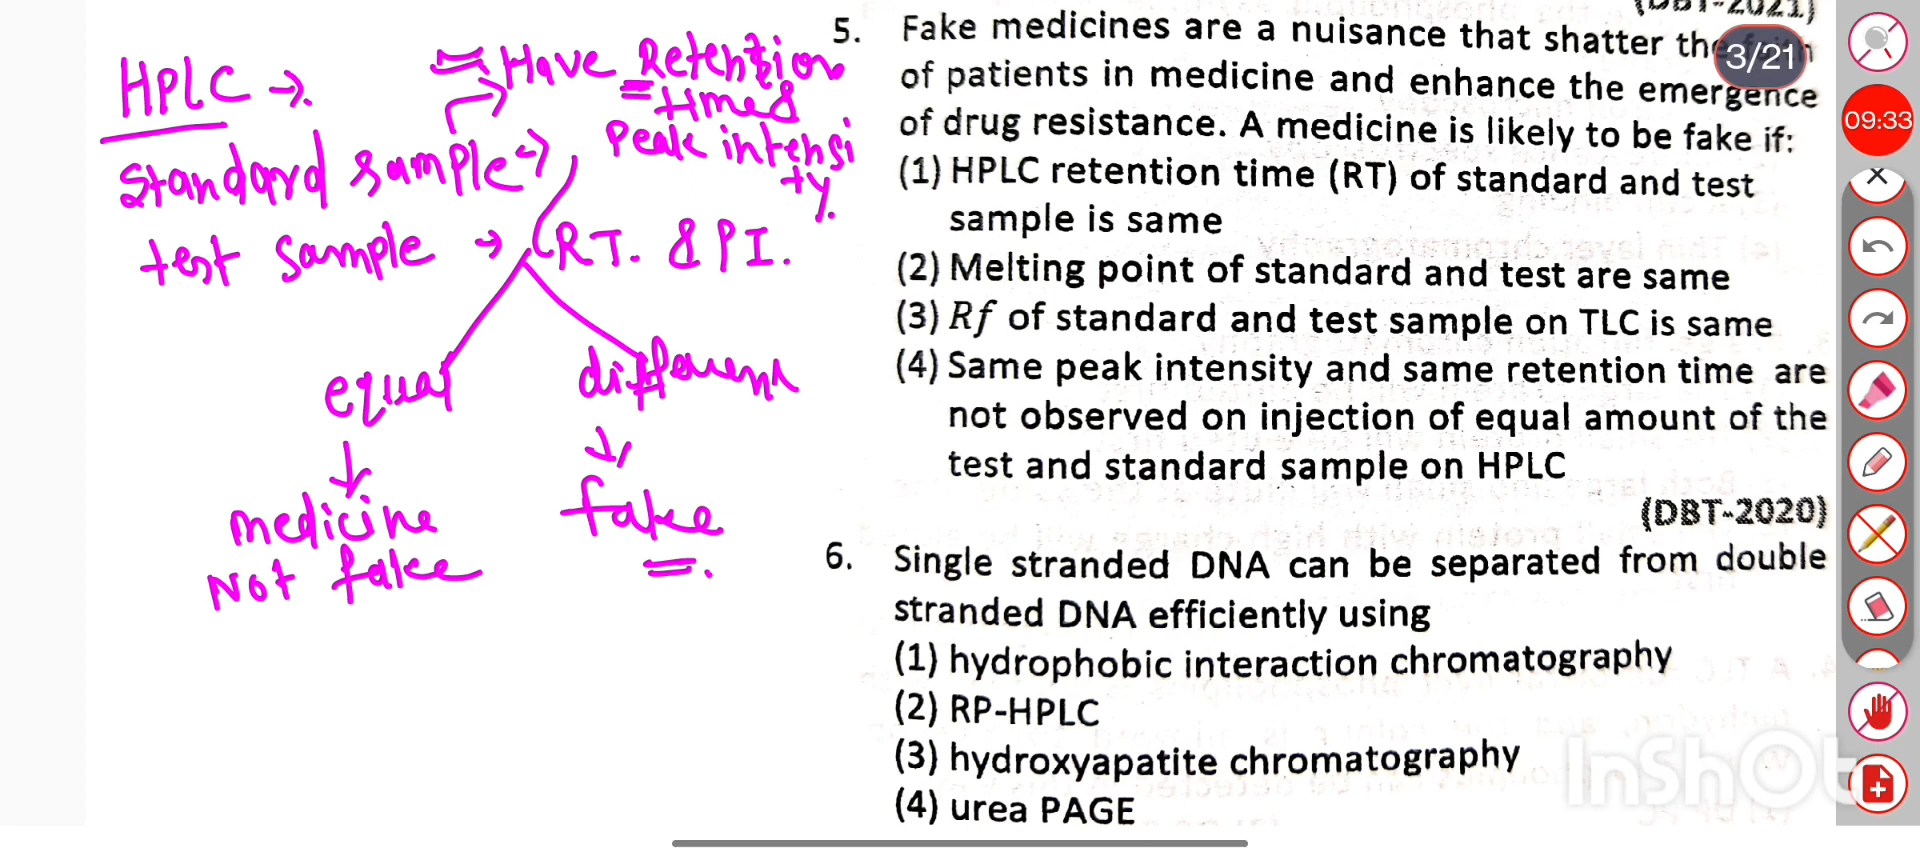 HPLC →
Have Retention
times
Peak intensi
ty.
Standard sample →
test sample → RT. & PI.
equal
different
medicine
Not fake
fake
(DBT-2021)
3/21
09:33
5. Fake medicines are a nuisance that shatter the faith
of patients in medicine and enhance the emergence
of drug resistance. A medicine is likely to be fake if:
(1) HPLC retention time (RT) of standard and test
sample is same
(2) Melting point of standard and test are same
(3) Rf of standard and test sample on TLC is same
(4) Same peak intensity and same retention time are
not observed on injection of equal amount of the
test and standard sample on HPLC
(DBT-2020)
6. Single stranded DNA can be separated from double
stranded DNA efficiently using
(1) hydrophobic interaction chromatography
(2) RP-HPLC
(3) hydroxyapatite chromatography
(4) urea PAGE
InShOt